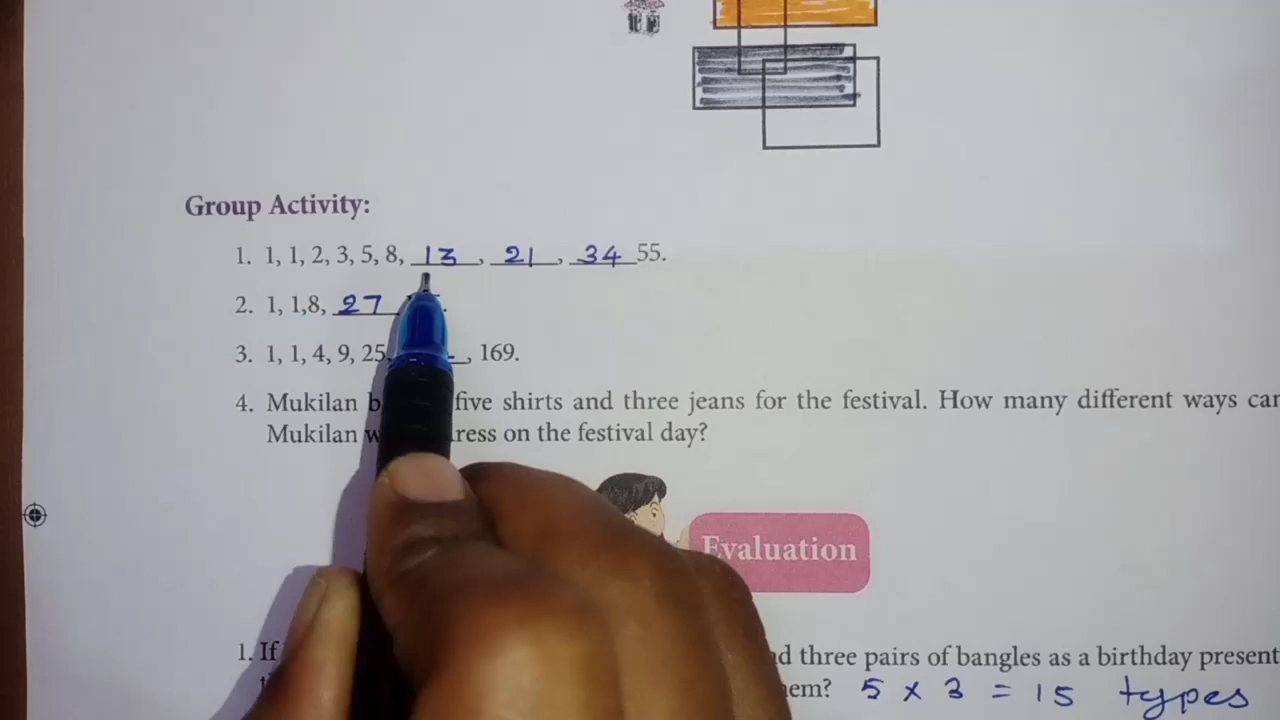 Group Activity:
1. 1, 1, 2, 3, 5, 8, 13, 21, 34 55.
2. 1, 1,8, 27
3. 1, 1, 4, 9, 25, 169.
4. Mukilan five shirts and three jeans for the festival. How many different ways can
Mukilan on the festival day?
Evaluation
1. If three pairs of bangles as a birthday present
5 × 3 = 15 types